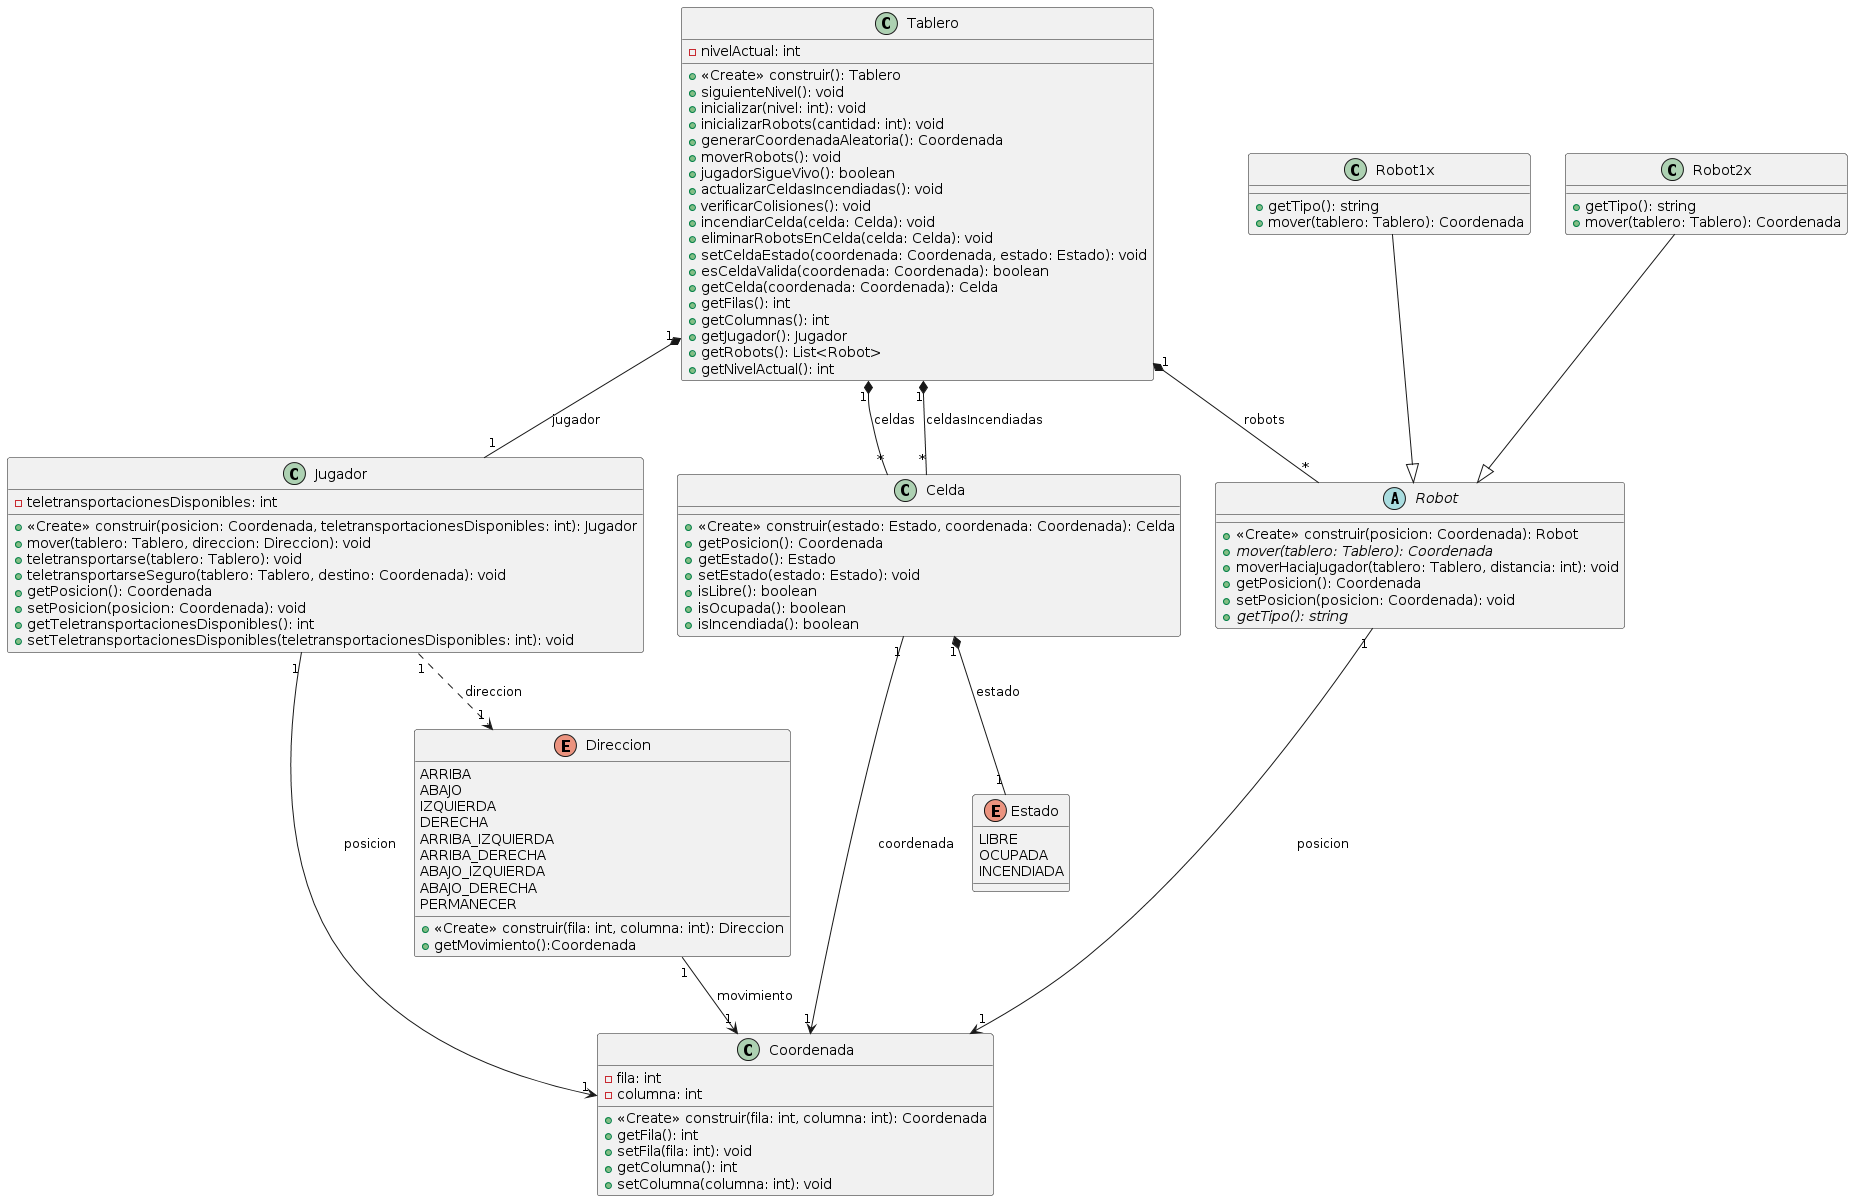 C Tablero
nivelActual: int
«Create» construir(): Tablero
siguienteNivel(): void
inicializar(nivel: int): void
inicializarRobots(cantidad: int): void
generarCoordenadaAleatoria(): Coordenada
moverRobots(): void
jugadorSigueVivo(): boolean
actualizarCeldasIncendiadas(): void
verificarColisiones(): void
incendiarCelda(celda: Celda): void
eliminarRobotsEnCelda(celda: Celda): void
setCeldaEstado(coordenada: Coordenada, estado: Estado): void
esCeldaValida(coordenada: Coordenada): boolean
getCelda(coordenada: Coordenada): Celda
getFilas(): int
getColumnas(): int
getJugador(): Jugador
getRobots(): List<Robot>
getNivelActual(): int
C Robot1x
getTipo(): string
mover(tablero: Tablero): Coordenada
C Robot2x
getTipo(): string
mover(tablero: Tablero): Coordenada
1
jugador
1
1
celdas
*
1
celdasIncendiadas
*
1
robots
*
C Jugador
teletransportacionesDisponibles: int
«Create» construir(posicion: Coordenada, teletransportacionesDisponibles: int): Jugador
mover(tablero: Tablero, direccion: Direccion): void
teletransportarse(tablero: Tablero): void
teletransportarseSeguro(tablero: Tablero, destino: Coordenada): void
getPosicion(): Coordenada
setPosicion(posicion: Coordenada): void
getTeletransportacionesDisponibles(): int
setTeletransportacionesDisponibles(teletransportacionesDisponibles: int): void
C Celda
«Create» construir(estado: Estado, coordenada: Coordenada): Celda
getPosicion(): Coordenada
getEstado(): Estado
setEstado(estado: Estado): void
isLibre(): boolean
isOcupada(): boolean
isIncendiada(): boolean
A Robot
«Create» construir(posicion: Coordenada): Robot
mover(tablero: Tablero): Coordenada
moverHaciaJugador(tablero: Tablero, distancia: int): void
getPosicion(): Coordenada
setPosicion(posicion: Coordenada): void
getTipo(): string
1
posicion
1
1
direccion
1
1
coordenada
1
1
estado
1
1
posicion
1
E Direccion
ARRIBA
ABAJO
IZQUIERDA
DERECHA
ARRIBA_IZQUIERDA
ARRIBA_DERECHA
ABAJO_IZQUIERDA
ABAJO_DERECHA
PERMANECER
«Create» construir(fila: int, columna: int): Direccion
getMovimiento():Coordenada
E Estado
LIBRE
OCUPADA
INCENDIADA
1
movimiento
1
C Coordenada
fila: int
columna: int
«Create» construir(fila: int, columna: int): Coordenada
getFila(): int
setFila(fila: int): void
getColumna(): int
setColumna(columna: int): void